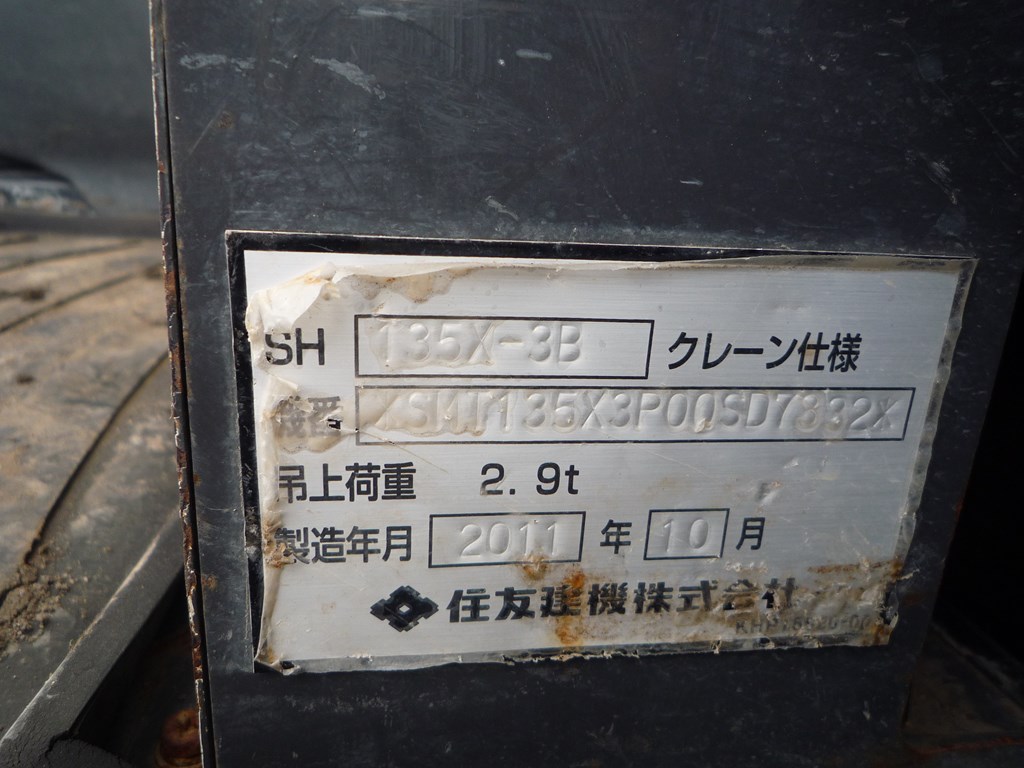 SH 135X-3B クレーン仕様
機番 XSMT135X3P00SD7332X
吊上荷重 2.9t
製造年月 2011 年 10 月
住友建機株式会社